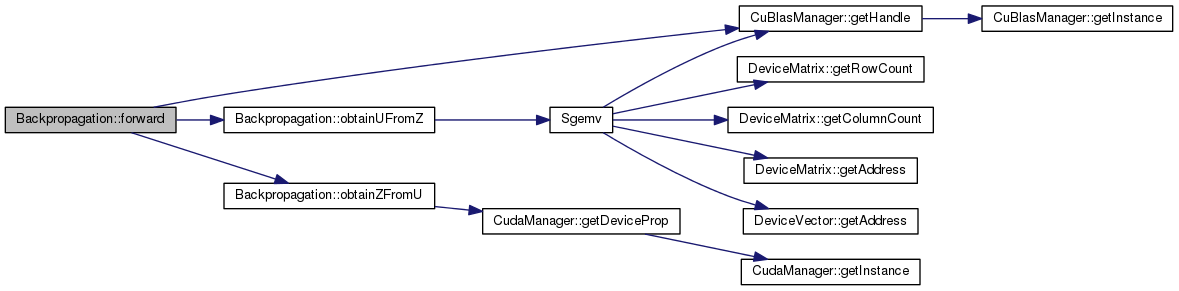 Backpropagation::forward
CuBlasManager::getHandle
CuBlasManager::getInstance
Backpropagation::obtainUFromZ
Sgemv
DeviceMatrix::getRowCount
DeviceMatrix::getColumnCount
DeviceMatrix::getAddress
DeviceVector::getAddress
Backpropagation::obtainZFromU
CudaManager::getDeviceProp
CudaManager::getInstance